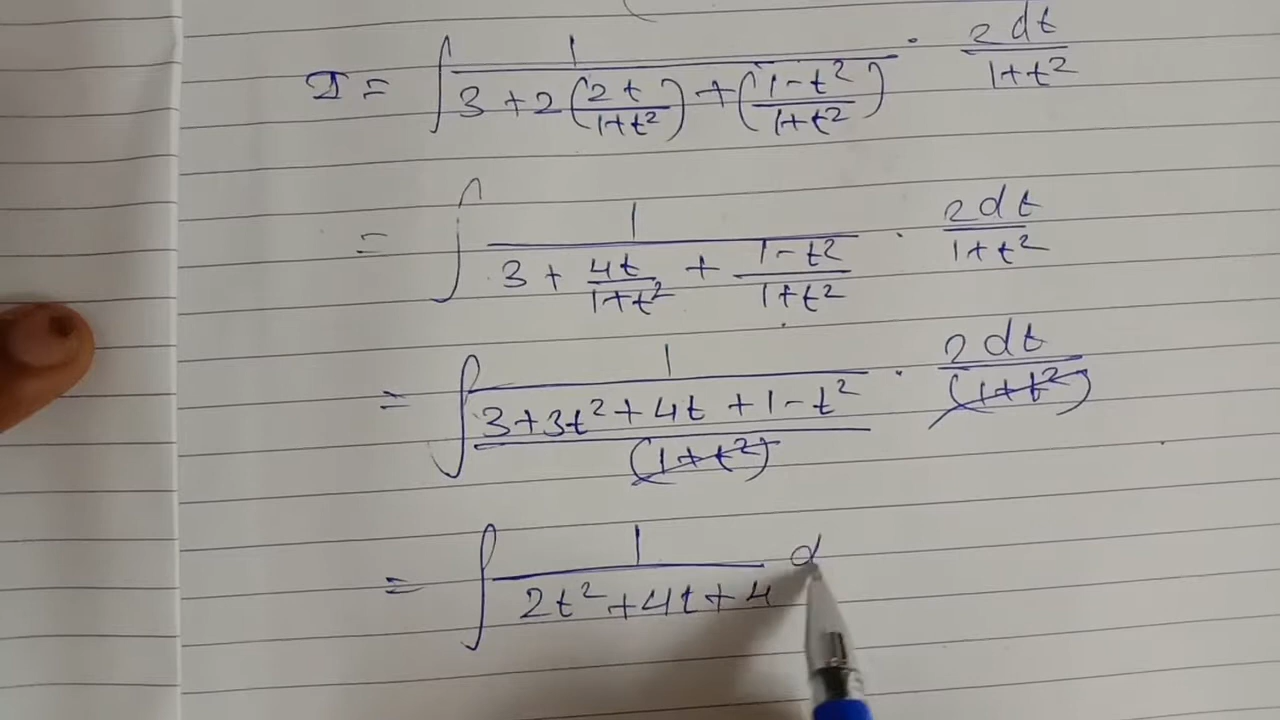 I = ∫ 1/(3 + 2(2t/(1+t²)) + ((1-t²)/(1+t²))) · 2dt/(1+t²)
= ∫ 1/(3 + 4t/(1+t²) + (1-t²)/(1+t²)) · 2dt/(1+t²)
= ∫ 1/((3+3t²+4t+1-t²)/(1+t²)) · 2dt/(1+t²)
= ∫ 1/(2t²+4t+4) d